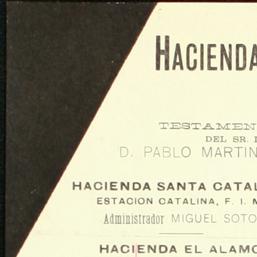 HACIENDA
TESTAMEN
DEL SR.
D. PABLO MARTIN
HACIENDA SANTA CATAL
ESTACION CATALINA, F. I.
Administrador MIGUEL SOTO
HACIENDA EL ALAMO